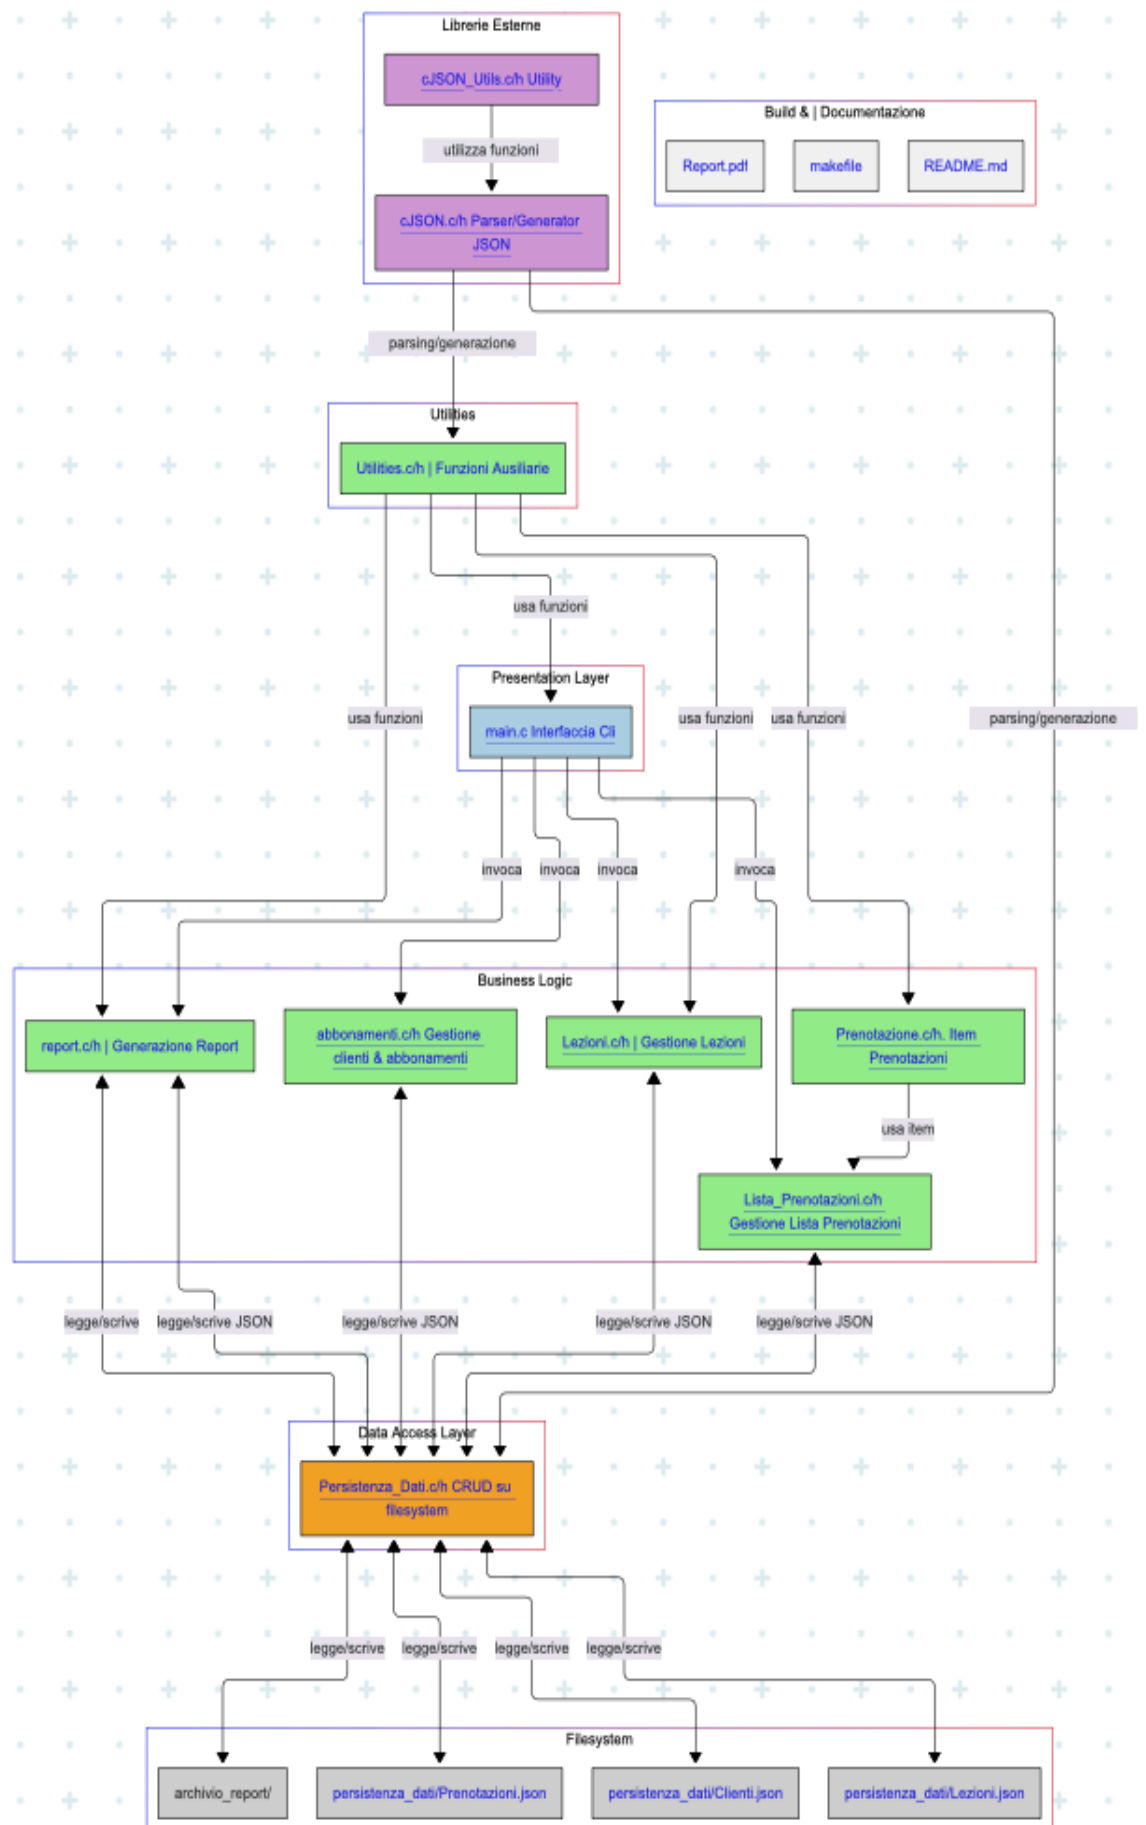 Librerie Esterne
cJSON_Utils.c/h Utility
utilizza funzioni
cJSON.c/h Parser/Generator
JSON
Build & | Documentazione
Report.pdf
makefile
README.md
parsing/generazione
Utilities
Utilities.c/h | Funzioni Ausiliarie
usa funzioni
Presentation Layer
main.c Interfaccia Cli
usa funzioni
usa funzioni
usa funzioni
parsing/generazione
invoca
invoca
invoca
invoca
Business Logic
report.c/h | Generazione Report
abbonamenti.c/h Gestione
clienti & abbonamenti
Lezioni.c/h | Gestione Lezioni
Prenotazione.c/h. Item
Prenotazioni
usa item
Lista_Prenotazioni.c/h
Gestione Lista Prenotazioni
legge/scrive
legge/scrive JSON
legge/scrive JSON
legge/scrive JSON
legge/scrive JSON
Data Access Layer
Persistenza_Dati.c/h CRUD su
filesystem
legge/scrive
legge/scrive
legge/scrive
legge/scrive
Filesystem
archivio_report/
persistenza_dati/Prenotazioni.json
persistenza_dati/Clienti.json
persistenza_dati/Lezioni.json